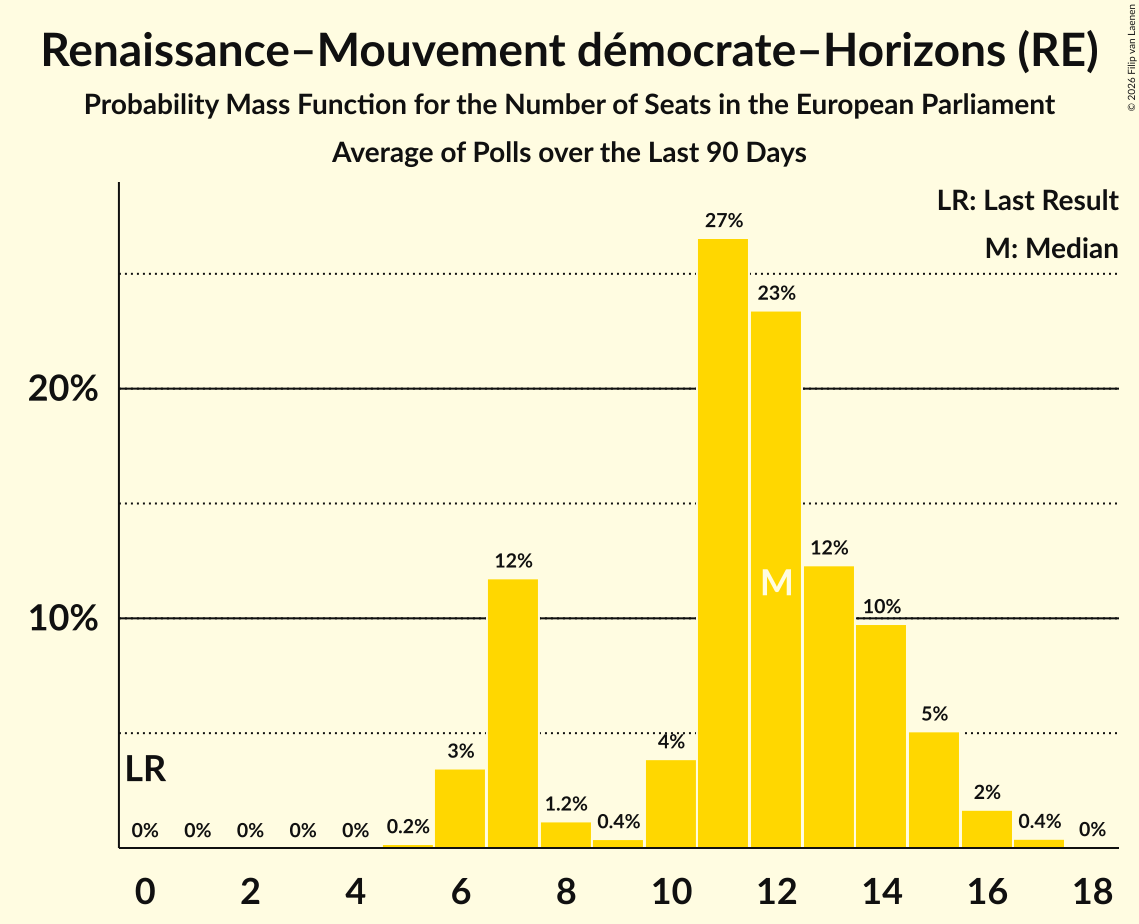 Renaissance–Mouvement démocrate–Horizons (RE)
Probability Mass Function for the Number of Seats in the European Parliament
Average of Polls over the Last 90 Days
© 2026 Filip van Laenen
LR: Last Result
M: Median
20%
10%
LR
0% 0% 0% 0% 0% 0.2% 3% 12% 1.2% 0.4% 4% 27% 23% 12% 10% 5% 2% 0.4% 0%
M
0 2 4 6 8 10 12 14 16 18